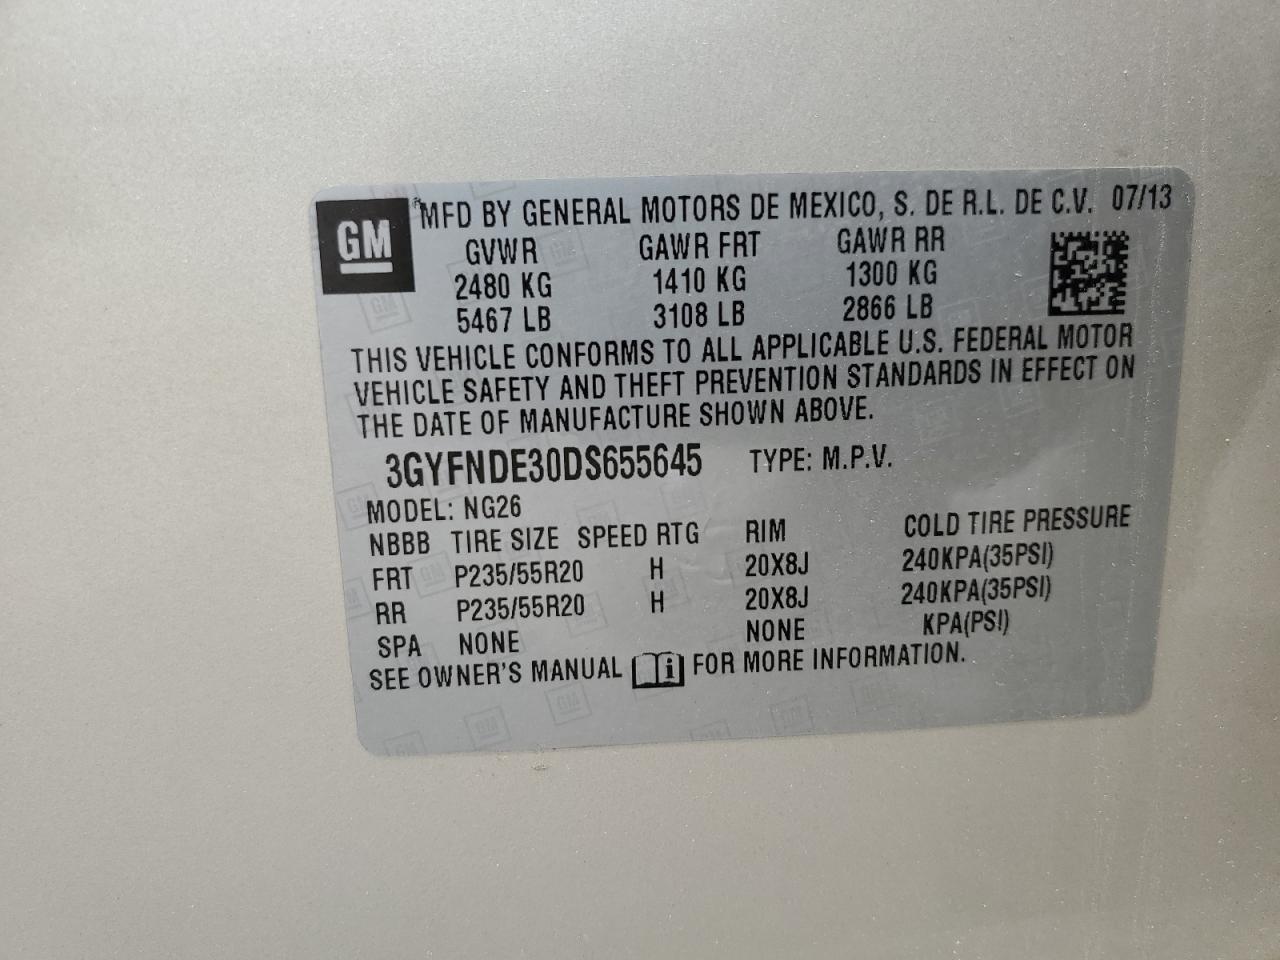 GM
MFD BY GENERAL MOTORS DE MEXICO, S. DE R.L. DE C.V. 07/13
GVWR GAWR FRT GAWR RR
2480 KG 1410 KG 1300 KG
5467 LB 3108 LB 2866 LB
THIS VEHICLE CONFORMS TO ALL APPLICABLE U.S. FEDERAL MOTOR
VEHICLE SAFETY AND THEFT PREVENTION STANDARDS IN EFFECT ON
THE DATE OF MANUFACTURE SHOWN ABOVE.
3GYFNDE30DS655645 TYPE: M.P.V.
MODEL: NG26
NBBB TIRE SIZE SPEED RTG RIM COLD TIRE PRESSURE
FRT P235/55R20 H 20X8J 240KPA(35PSI)
RR P235/55R20 H 20X8J 240KPA(35PSI)
SPA NONE NONE KPA(PSI)
SEE OWNER'S MANUAL i FOR MORE INFORMATION.